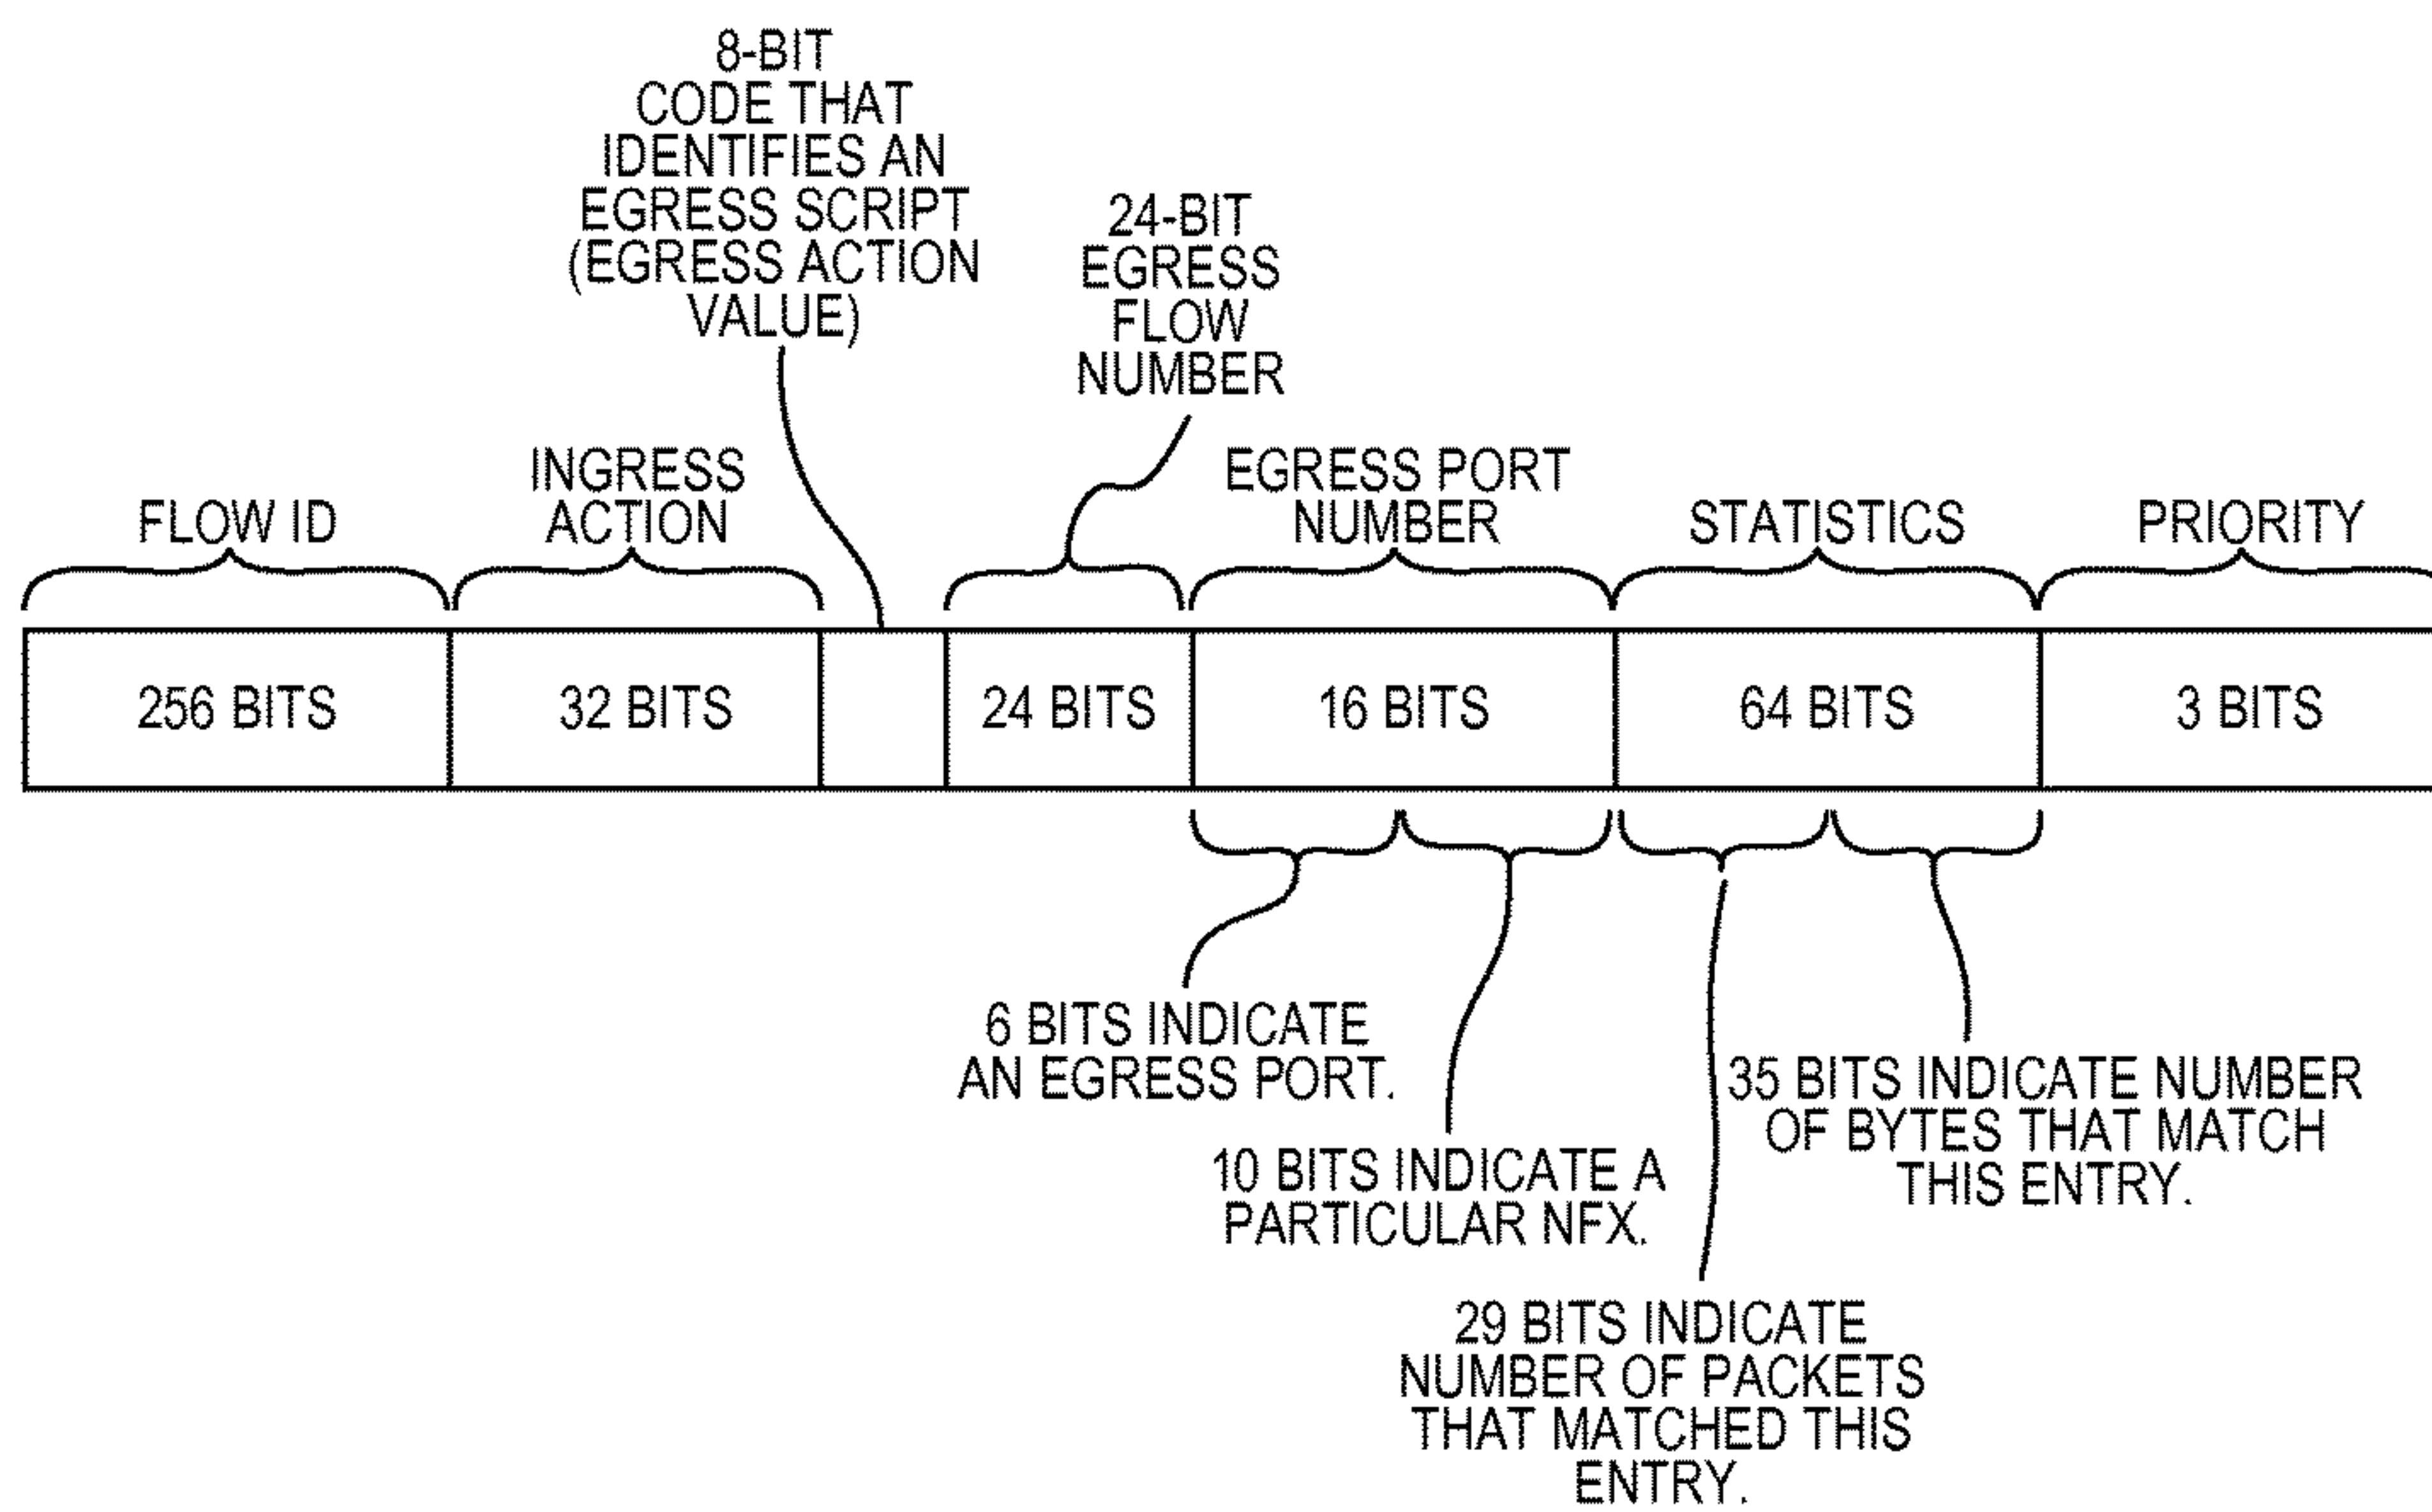 8-BIT
CODE THAT
IDENTIFIES AN
EGRESS SCRIPT
(EGRESS ACTION
VALUE)
24-BIT
EGRESS
FLOW
NUMBER
FLOW ID
INGRESS
ACTION
EGRESS PORT
NUMBER
STATISTICS
PRIORITY
256 BITS
32 BITS
24 BITS
16 BITS
64 BITS
3 BITS
6 BITS INDICATE
AN EGRESS PORT.
10 BITS INDICATE A
PARTICULAR NFX.
29 BITS INDICATE
NUMBER OF PACKETS
THAT MATCHED THIS
ENTRY.
35 BITS INDICATE NUMBER
OF BYTES THAT MATCH
THIS ENTRY.